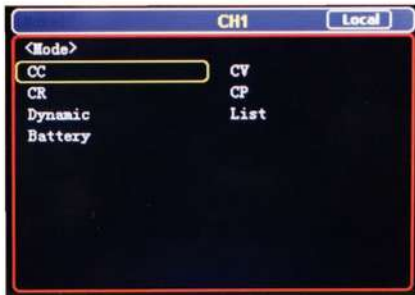 CH1 Local
<Mode>
CC CV
CR CP
Dynamic List
Battery